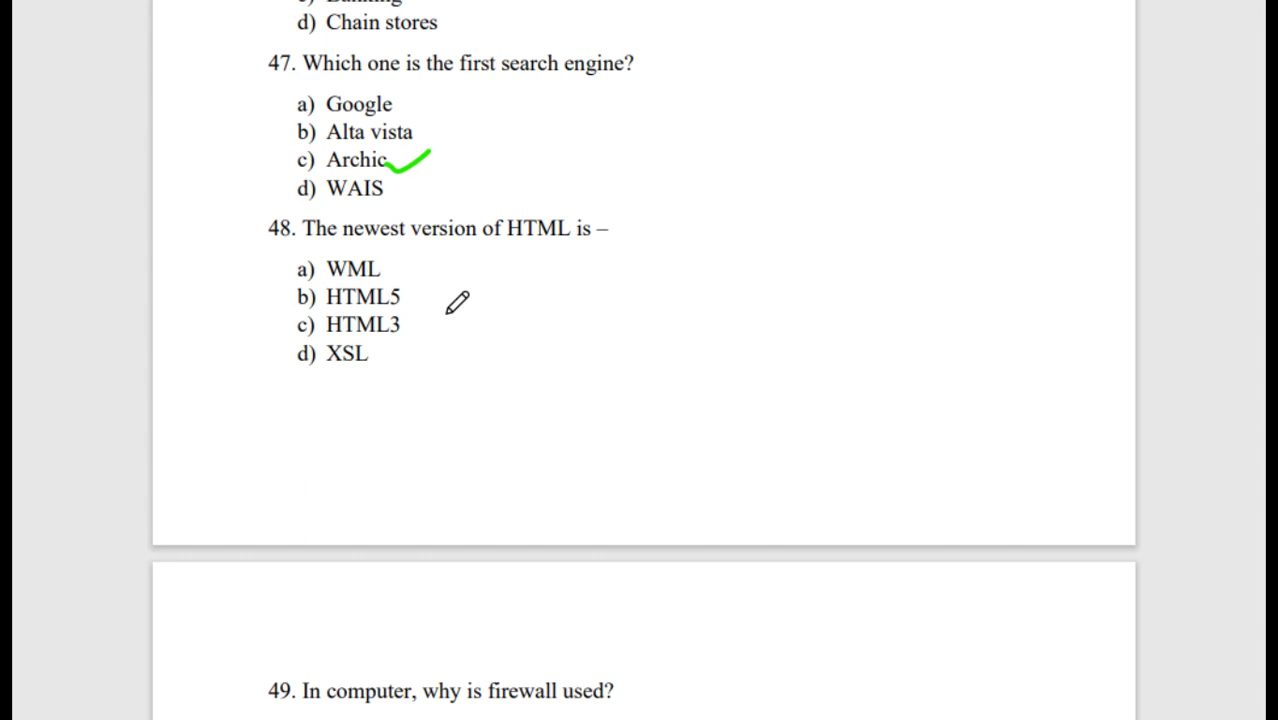 d) Chain stores
47. Which one is the first search engine?
a) Google
b) Alta vista
c) Archic
d) WAIS
48. The newest version of HTML is –
a) WML
b) HTML5
c) HTML3
d) XSL
49. In computer, why is firewall used?